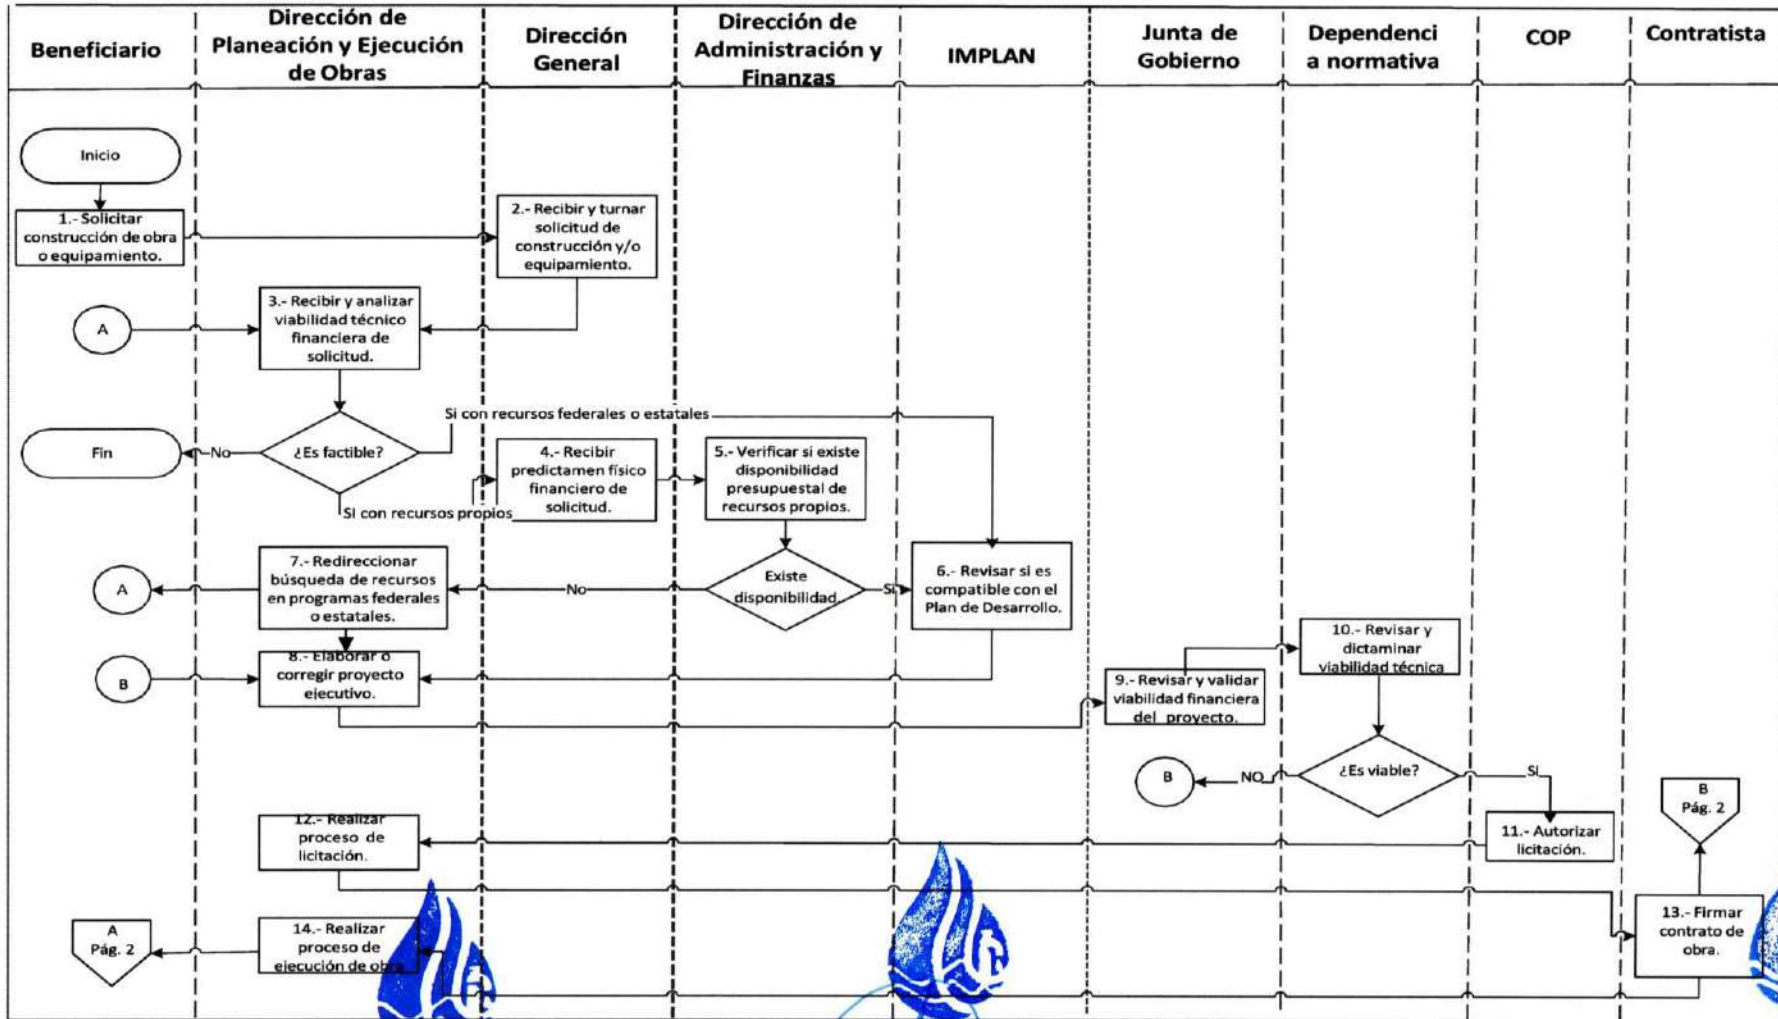 Beneficiario
Dirección de
Planeación y Ejecución
de Obras
Dirección
General
Dirección de
Administración y
Finanzas
IMPLAN
Junta de
Gobierno
Dependenci
a normativa
COP
Contratista
Inicio
1.- Solicitar
construcción de obra
o equipamiento.
2.- Recibir y turnar
solicitud de
construcción y/o
equipamiento.
A
3.- Recibir y analizar
viabilidad técnico
financiera de
solicitud.
Si con recursos federales o estatales
Fin
No
¿Es factible?
SI con recursos propios
4.- Recibir
predictamen físico
financiero de
solicitud.
5.- Verificar si existe
disponibilidad
presupuestal de
recursos propios.
A
7.- Redireccionar
búsqueda de recursos
en programas federales
o estatales.
No
Existe
disponibilidad
Si
6.- Revisar si es
compatible con el
Plan de Desarrollo.
B
8.- Elaborar o
corregir proyecto
ejecutivo.
9.- Revisar y validar
viabilidad financiera
del proyecto.
10.- Revisar y
dictaminar
viabilidad técnica
B
NO
¿Es viable?
Si
B
Pág. 2
12.- Realizar
proceso de
licitación.
11.- Autorizar
licitación.
A
Pág. 2
14.- Realizar
proceso de
ejecución de obra
13.- Firmar
contrato de
obra.